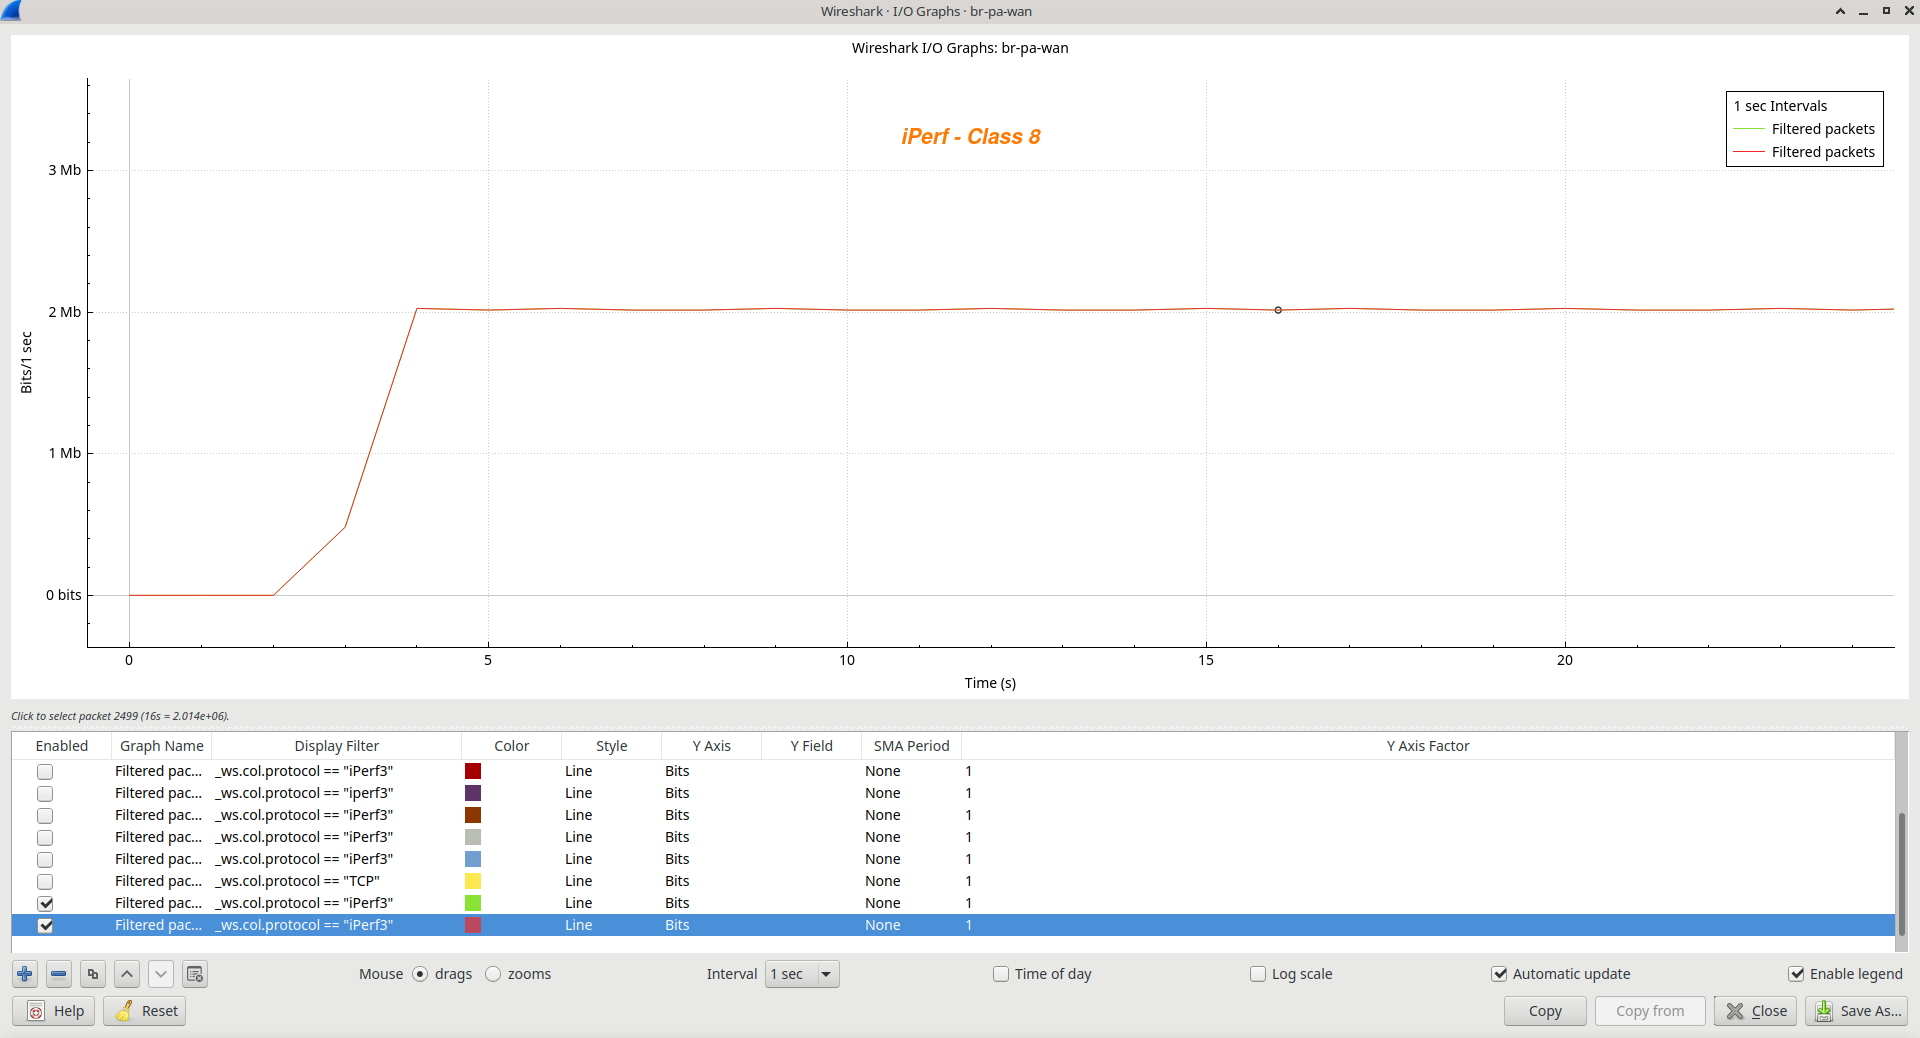 Wireshark · I/O Graphs · br-pa-wan
Wireshark I/O Graphs: br-pa-wan
iPerf - Class 8
1 sec Intervals
Filtered packets
Filtered packets
3 Mb
2 Mb
1 Mb
0 bits
Bits/1 sec
0 5 10 15 20
Time (s)
Click to select packet 2499 (16s = 2.014e+06).
Enabled Graph Name Display Filter Color Style Y Axis Y Field SMA Period Y Axis Factor
Filtered pac... _ws.col.protocol == "iPerf3" Line Bits None 1
Filtered pac... _ws.col.protocol == "iperf3" Line Bits None 1
Filtered pac... _ws.col.protocol == "iPerf3" Line Bits None 1
Filtered pac... _ws.col.protocol == "iPerf3" Line Bits None 1
Filtered pac... _ws.col.protocol == "iPerf3" Line Bits None 1
Filtered pac... _ws.col.protocol == "TCP" Line Bits None 1
Filtered pac... _ws.col.protocol == "iPerf3" Line Bits None 1
Filtered pac... _ws.col.protocol == "iPerf3" Line Bits None 1
Mouse drags zooms Interval 1 sec Time of day Log scale Automatic update Enable legend
Help Reset Copy Copy from Close Save As...